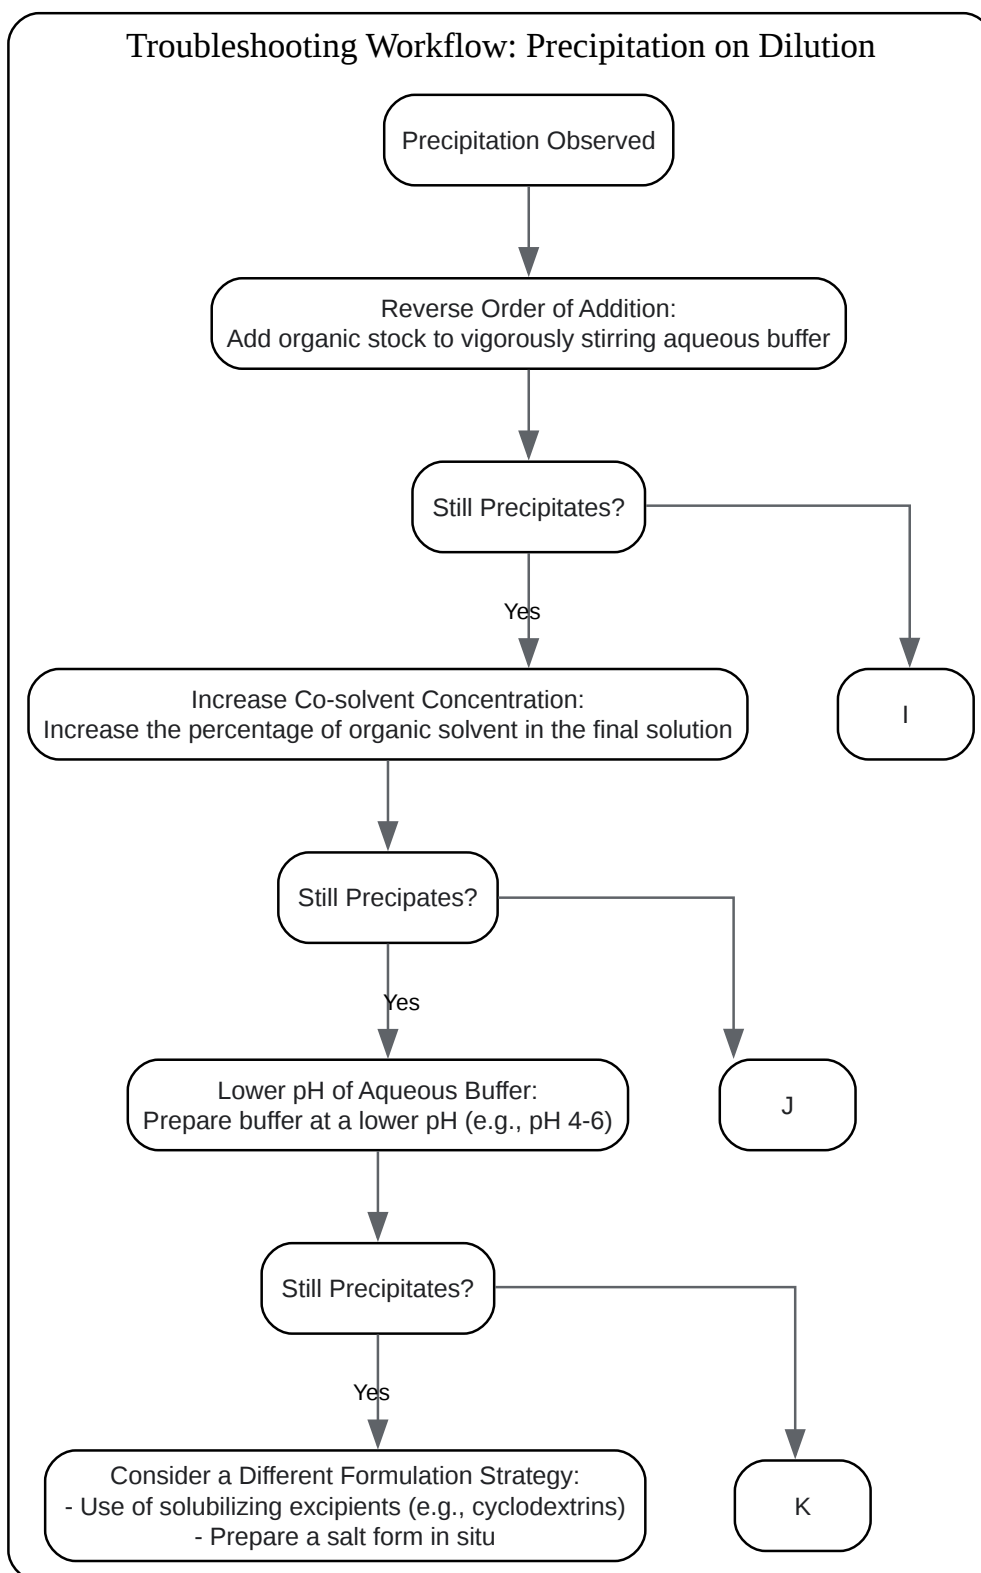 Troubleshooting Workflow: Precipitation on Dilution
Precipitation Observed
Reverse Order of Addition:
Add organic stock to vigorously stirring aqueous buffer
Still Precipitates?
Yes
Increase Co-solvent Concentration:
Increase the percentage of organic solvent in the final solution
I
Still Precipates?
Yes
Lower pH of Aqueous Buffer:
Prepare buffer at a lower pH (e.g., pH 4-6)
J
Still Precipitates?
Yes
Consider a Different Formulation Strategy:
- Use of solubilizing excipients (e.g., cyclodextrins)
- Prepare a salt form in situ
K